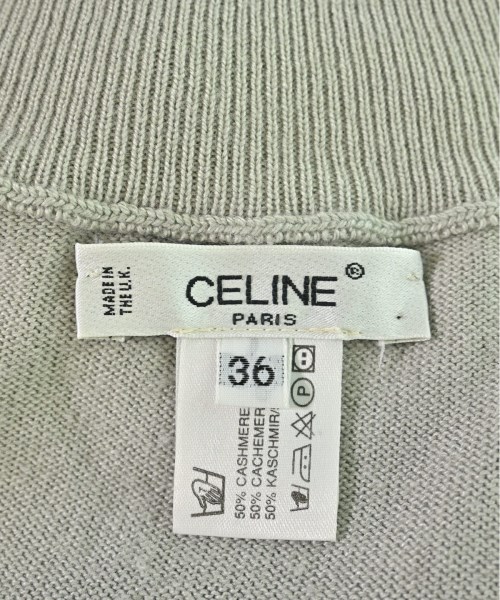 MADE IN
THE U.K.
CELINE ®
PARIS
36
50% CASHMERE
50% CACHEMER
50% KASCHMIR/
P